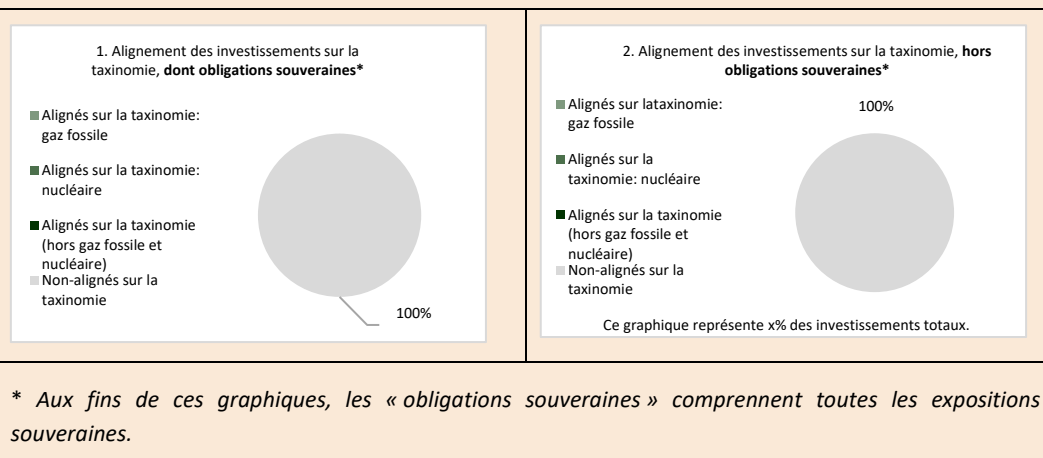 1. Alignement des investissements sur la
taxinomie, dont obligations souveraines*
Alignés sur la taxinomie:
gaz fossile
Alignés sur la taxinomie:
nucléaire
Alignés sur la taxinomie
(hors gaz fossile et
nucléaire)
Non-alignés sur la
taxinomie
100%
2. Alignement des investissements sur la taxinomie, hors
obligations souveraines*
Alignés sur lataxinomie:
gaz fossile
Alignés sur la
taxinomie: nucléaire
Alignés sur la taxinomie
(hors gaz fossile et
nucléaire)
Non-alignés sur la
taxinomie
100%
Ce graphique représente x% des investissements totaux.
* Aux fins de ces graphiques, les « obligations souveraines » comprennent toutes les expositions
souveraines.